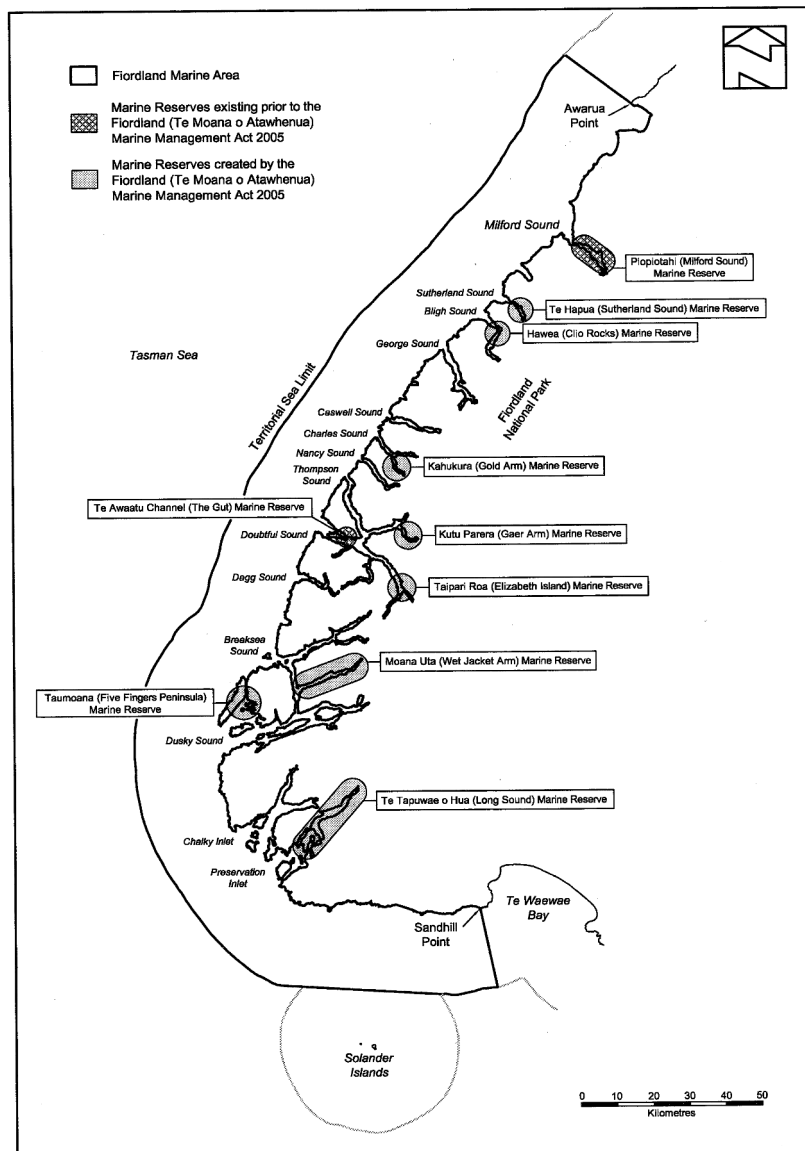 Fiordland Marine Area
Marine Reserves existing prior to the
Fiordland (Te Moana o Atawhenua)
Marine Management Act 2005
Marine Reserves created by the
Fiordland (Te Moana o Atawhenua)
Marine Management Act 2005
N
Awarua
Point
Milford Sound
Piopiotahi (Milford Sound)
Marine Reserve
Sutherland Sound
Te Hapua (Sutherland Sound) Marine Reserve
Bligh Sound
Hawea (Clio Rocks) Marine Reserve
George Sound
Tasman Sea
Territorial Sea Limit
Fiordland
National Park
Caswell Sound
Charles Sound
Nancy Sound
Kahukura (Gold Arm) Marine Reserve
Thompson
Sound
Te Awaatu Channel (The Gut) Marine Reserve
Doubtful Sound
Kutu Parera (Gaer Arm) Marine Reserve
Dagg Sound
Taipari Roa (Elizabeth Island) Marine Reserve
Breaksea
Sound
Moana Uta (Wet Jacket Arm) Marine Reserve
Taumoana (Five Fingers Peninsula)
Marine Reserve
Dusky Sound
Te Tapuwae o Hua (Long Sound) Marine Reserve
Chalky Inlet
Preservation
Inlet
Te Waewae
Bay
Sandhill
Point
Solander
Islands
0 10 20 30 40 50
Kilometres